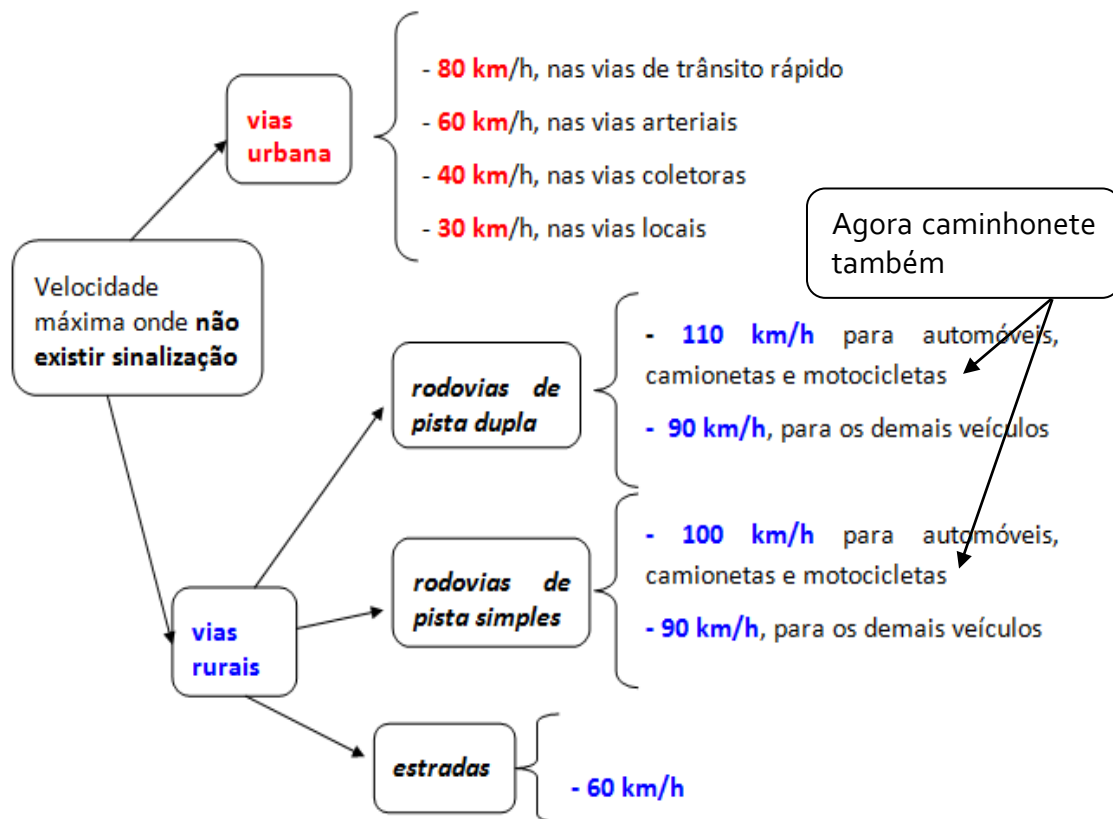 - 80 km/h, nas vias de trânsito rápido
- 60 km/h, nas vias arteriais
- 40 km/h, nas vias coletoras
- 30 km/h, nas vias locais
vias
urbana
Agora caminhonete
também
Velocidade
máxima onde não
existir sinalização
- 110 km/h para automóveis,
camionetas e motocicletas
- 90 km/h, para os demais veículos
rodovias de
pista dupla
- 100 km/h para automóveis,
camionetas e motocicletas
- 90 km/h, para os demais veículos
rodovias de
pista simples
vias
rurais
estradas
- 60 km/h